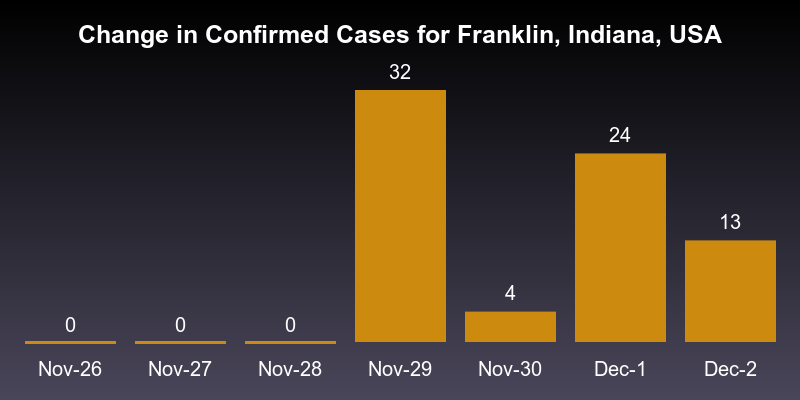 Change in Confirmed Cases for Franklin, Indiana, USA
32
24
13
4
0 0 0
Nov-26 Nov-27 Nov-28 Nov-29 Nov-30 Dec-1 Dec-2